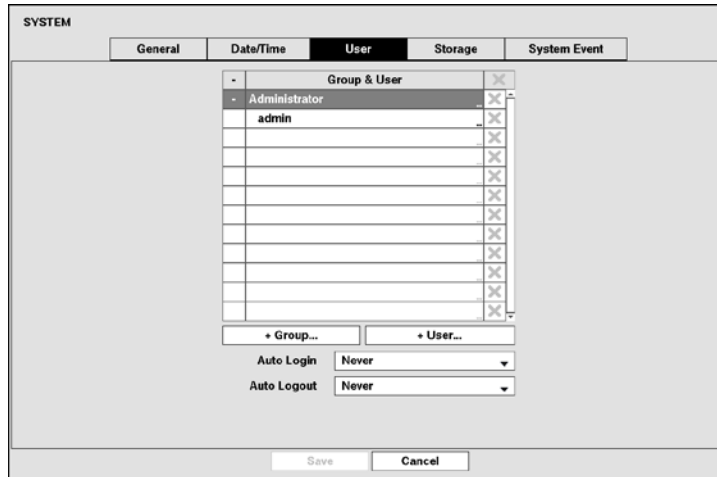 SYSTEM
General Date/Time User Storage System Event
- Group & User
- Administrator ...
admin ...
+ Group... + User...
Auto Login Never
Auto Logout Never
Save Cancel